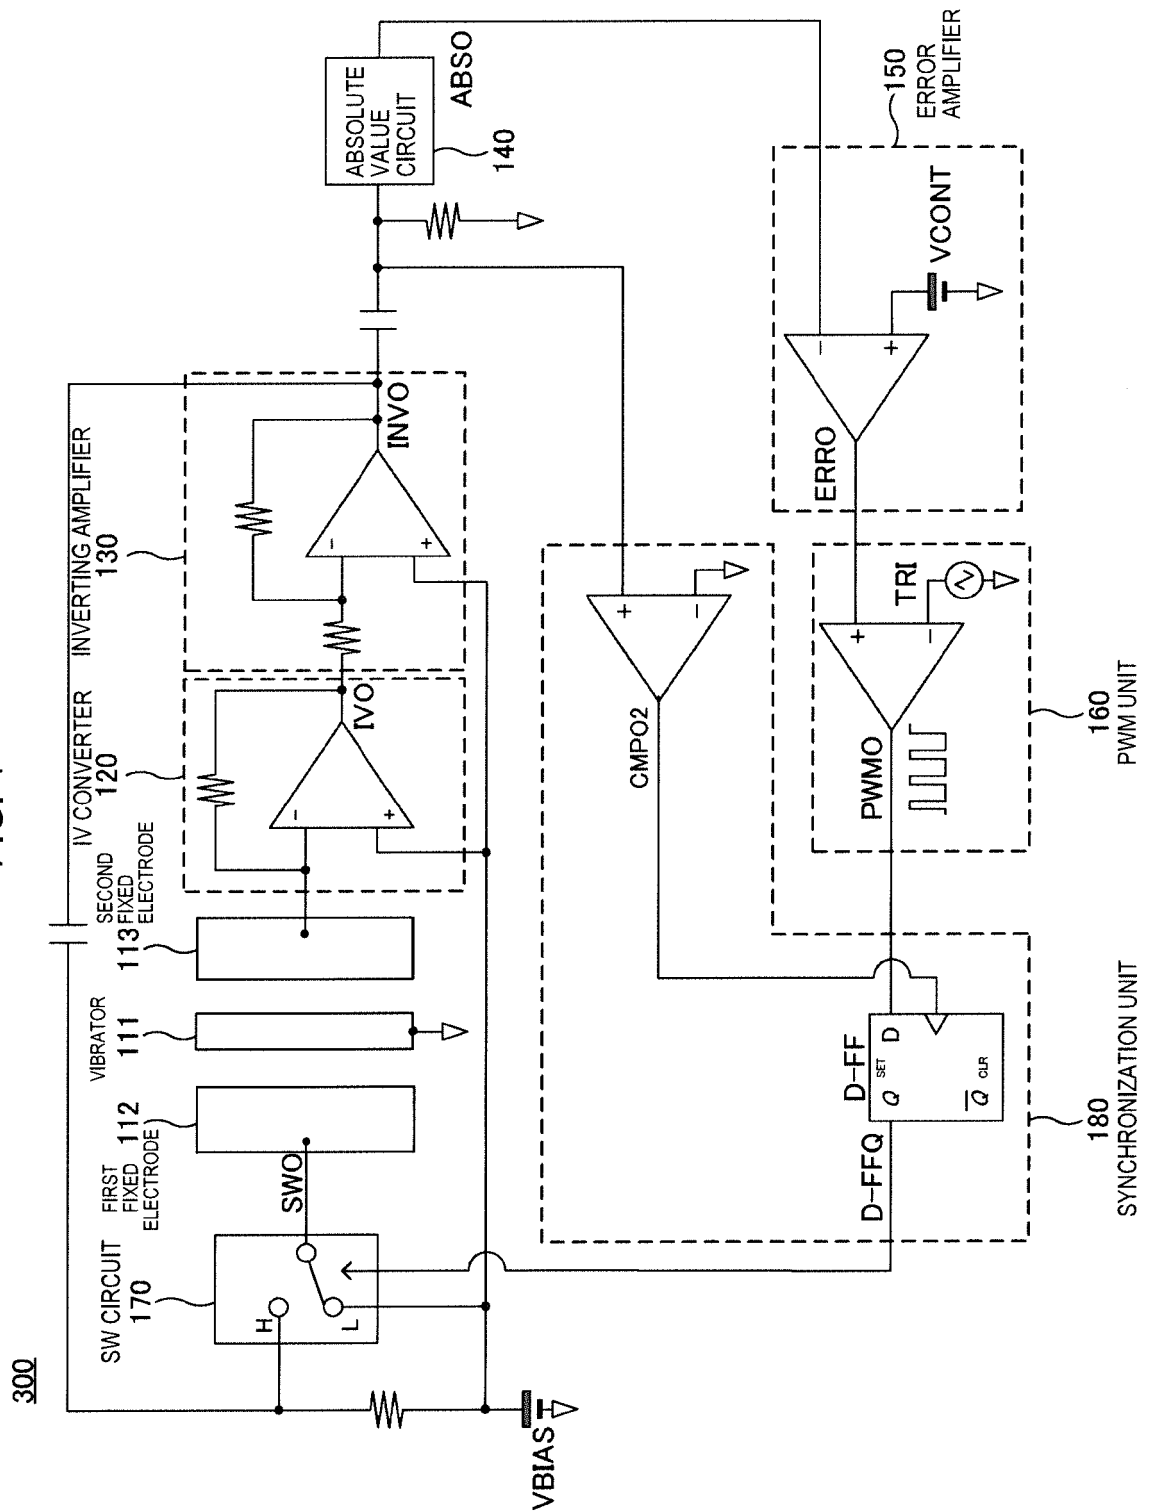 300
SW CIRCUIT
170
H
L
VBIAS
SWO
FIRST
FIXED
ELECTRODE
112
VIBRATOR
111
SECOND
FIXED
ELECTRODE
113
IV CONVERTER
120
-
+
IVO
INVERTING AMPLIFIER
130
-
+
INVO
ABSOLUTE
VALUE
CIRCUIT
ABSO
140
150
ERROR
AMPLIFIER
VCONT
-
+
ERRO
TRI
+
-
PWMO
160
PWM UNIT
+
-
CMPO2
D-FF
Q
SET
D
Q
CLR
D-FFQ
180
SYNCHRONIZATION UNIT